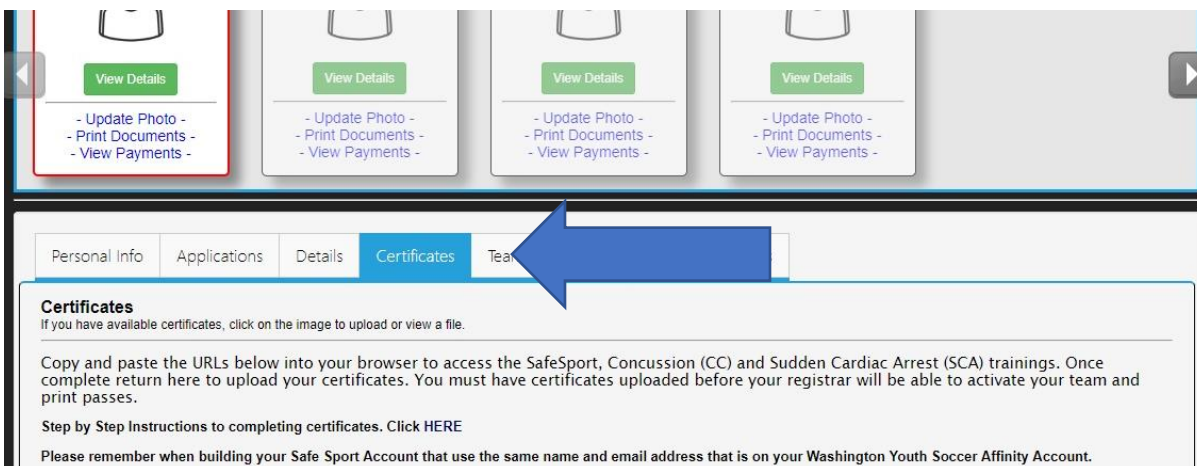 View Details View Details View Details View Details
- Update Photo - - Update Photo - - Update Photo - - Update Photo -
- Print Documents - - Print Documents - - Print Documents - - Print Documents -
- View Payments - - View Payments - - View Payments - - View Payments -
Personal Info Applications Details Certificates
Certificates
If you have available certificates, click on the image to upload or view a file.
Copy and paste the URLs below into your browser to access the SafeSport, Concussion (CC) and Sudden Cardiac Arrest (SCA) trainings. Once
complete return here to upload your certificates. You must have certificates uploaded before your registrar will be able to activate your team and
print passes.
Step by Step Instructions to completing certificates. Click HERE
Please remember when building your Safe Sport Account that use the same name and email address that is on your Washington Youth Soccer Affinity Account.